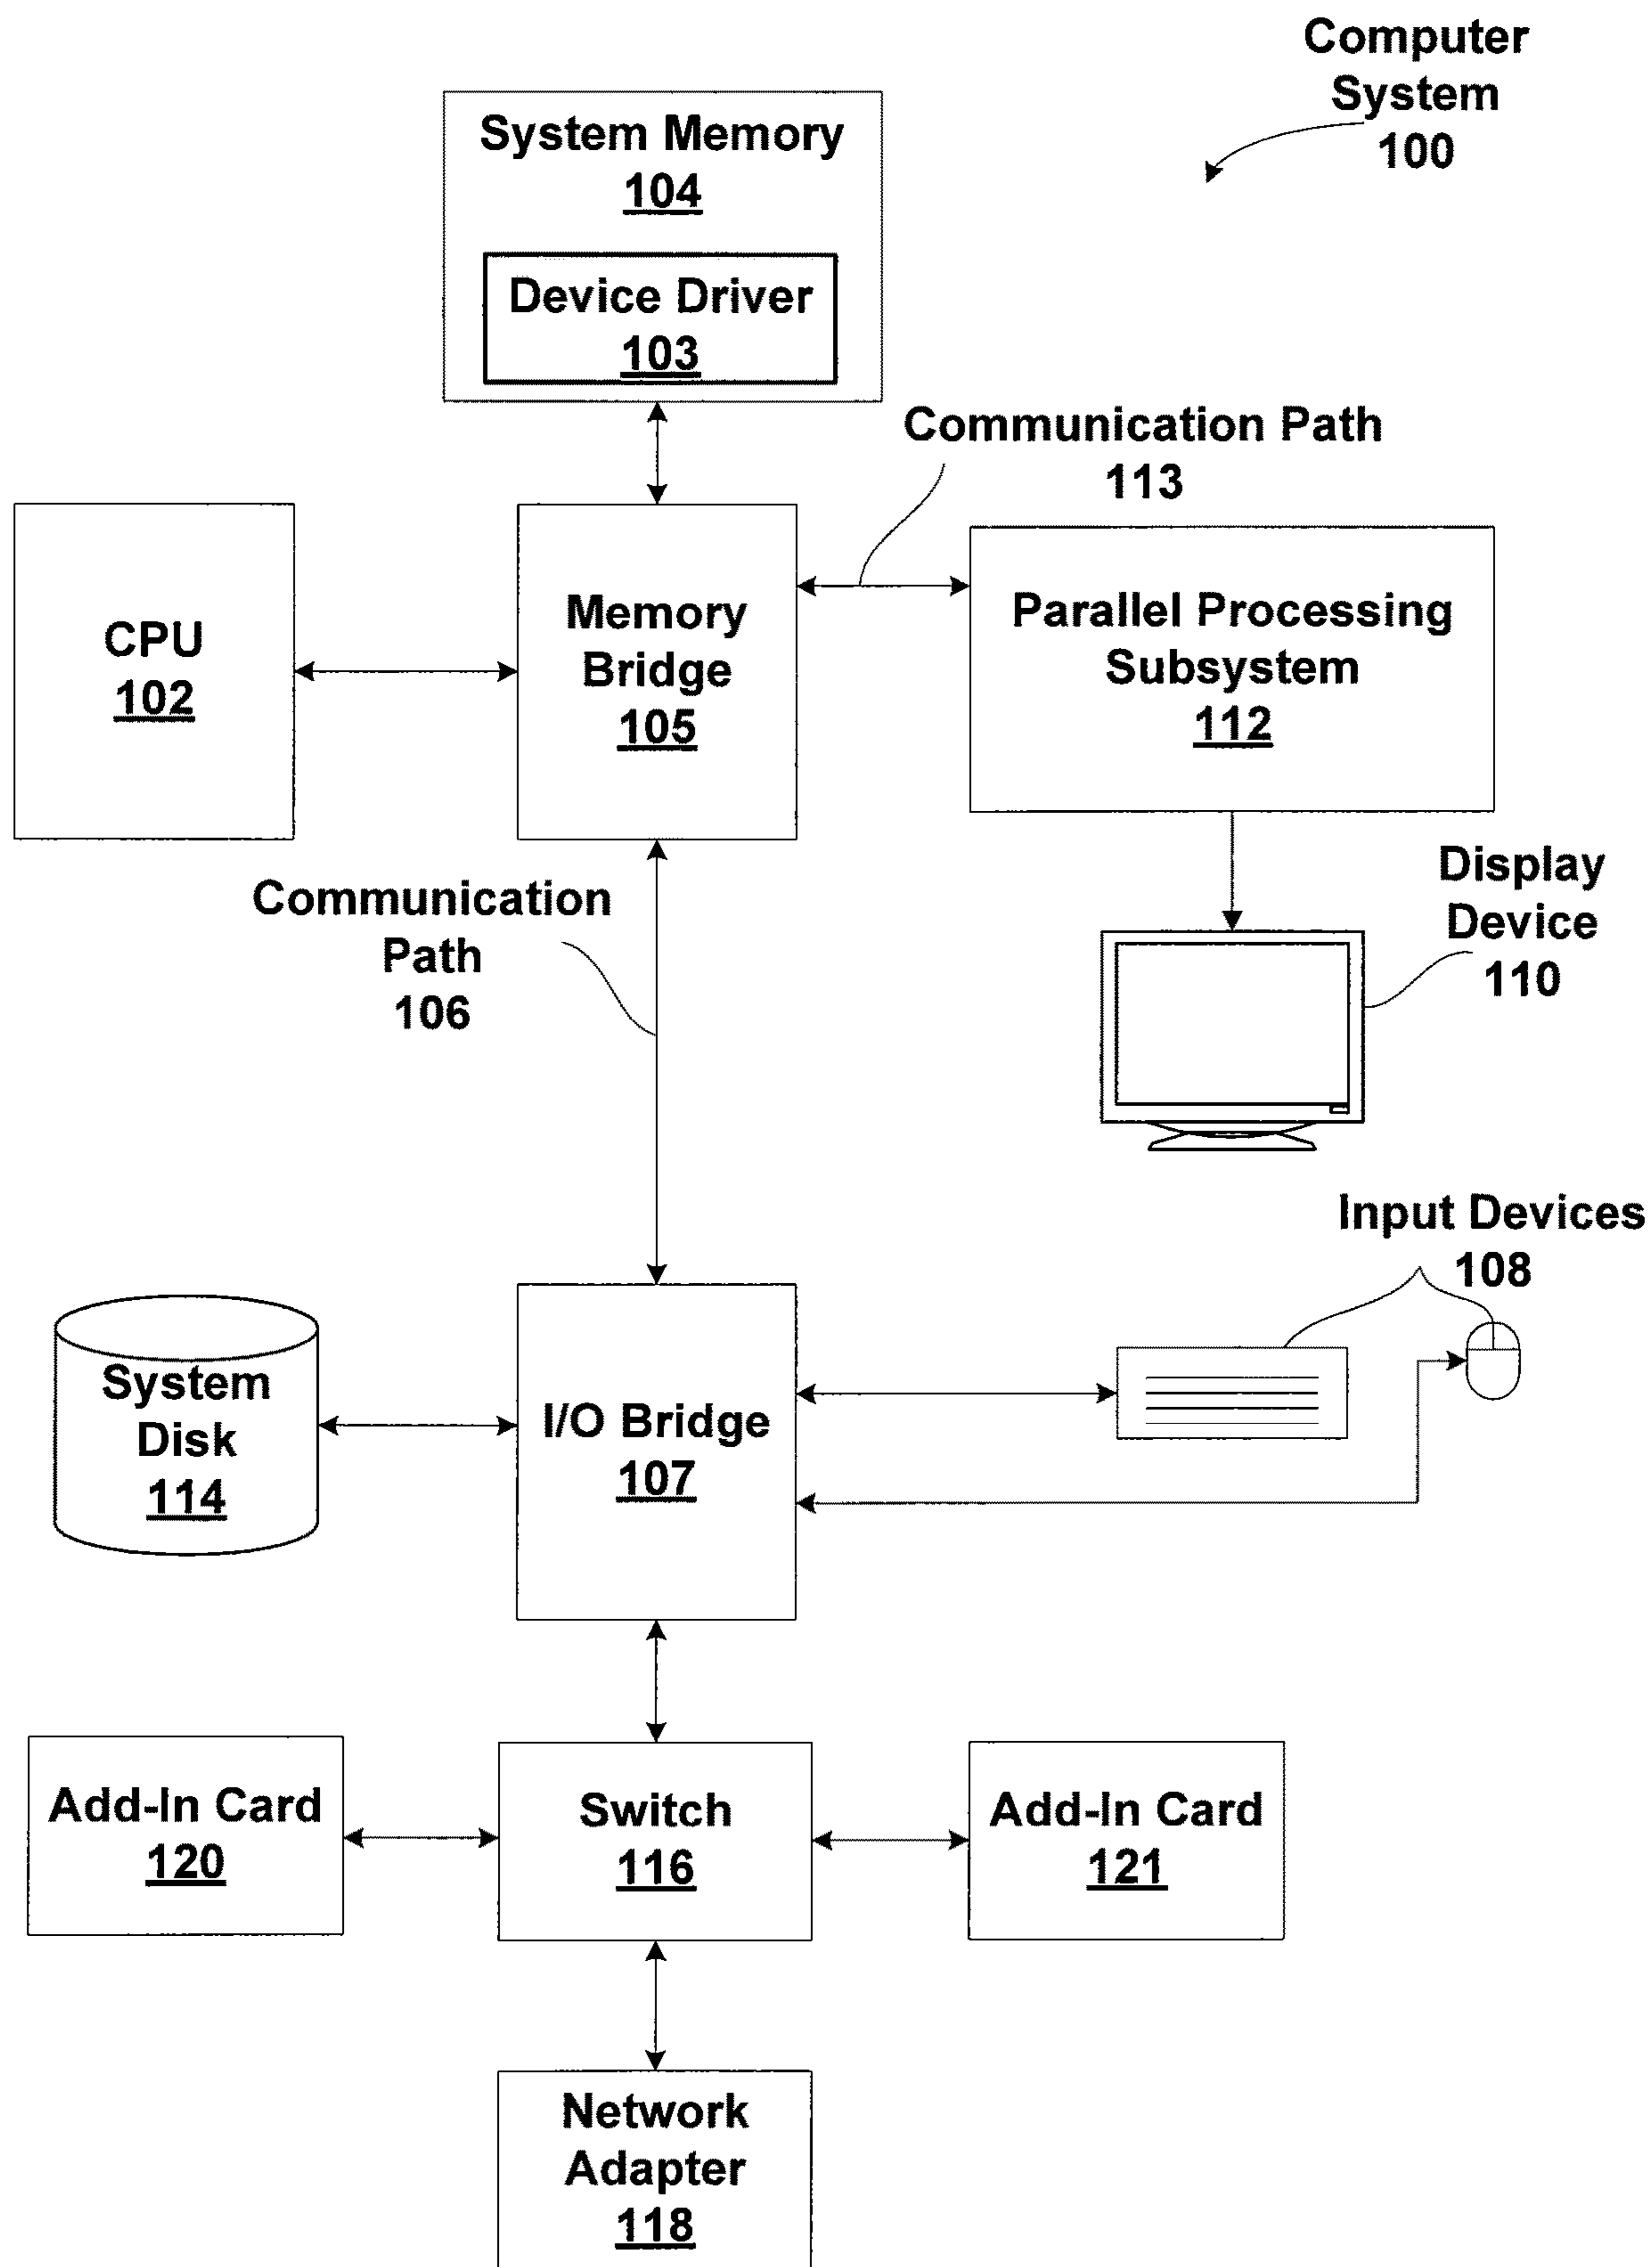 Computer
System
100
System Memory
104
Device Driver
103
Communication Path
113
CPU
102
Memory
Bridge
105
Parallel Processing
Subsystem
112
Communication
Path
106
Display
Device
110
Input Devices
108
System
Disk
114
I/O Bridge
107
Add-In Card
120
Switch
116
Add-In Card
121
Network
Adapter
118